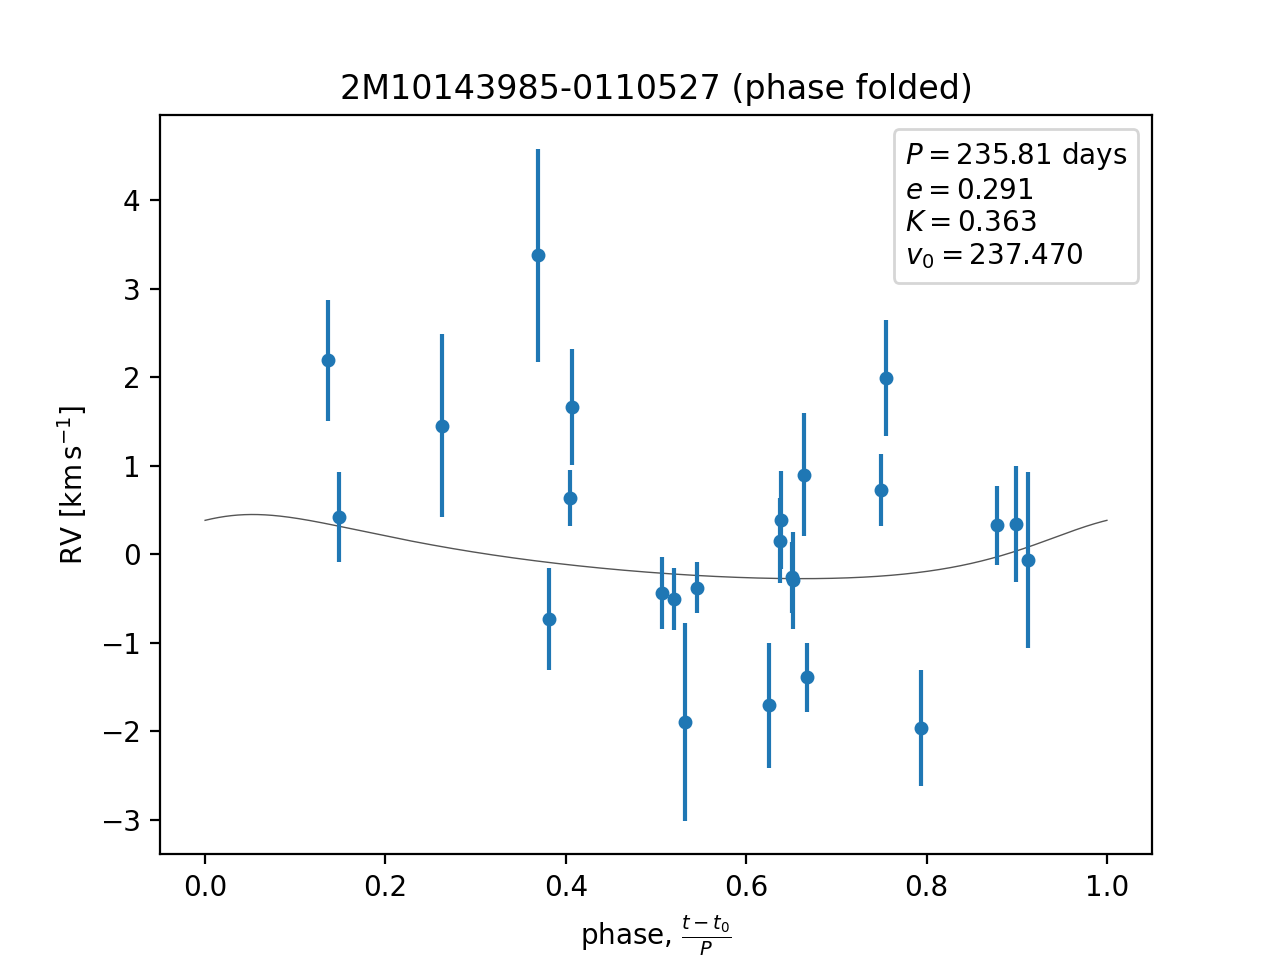 2M10143985-0110527 (phase folded)
P = 235.81 days
e = 0.291
K = 0.363
v₀ = 237.470
4
3
2
1
0
−1
−2
−3
RV [km s⁻¹]
0.0 0.2 0.4 0.6 0.8 1.0
phase, (t − t₀)/P